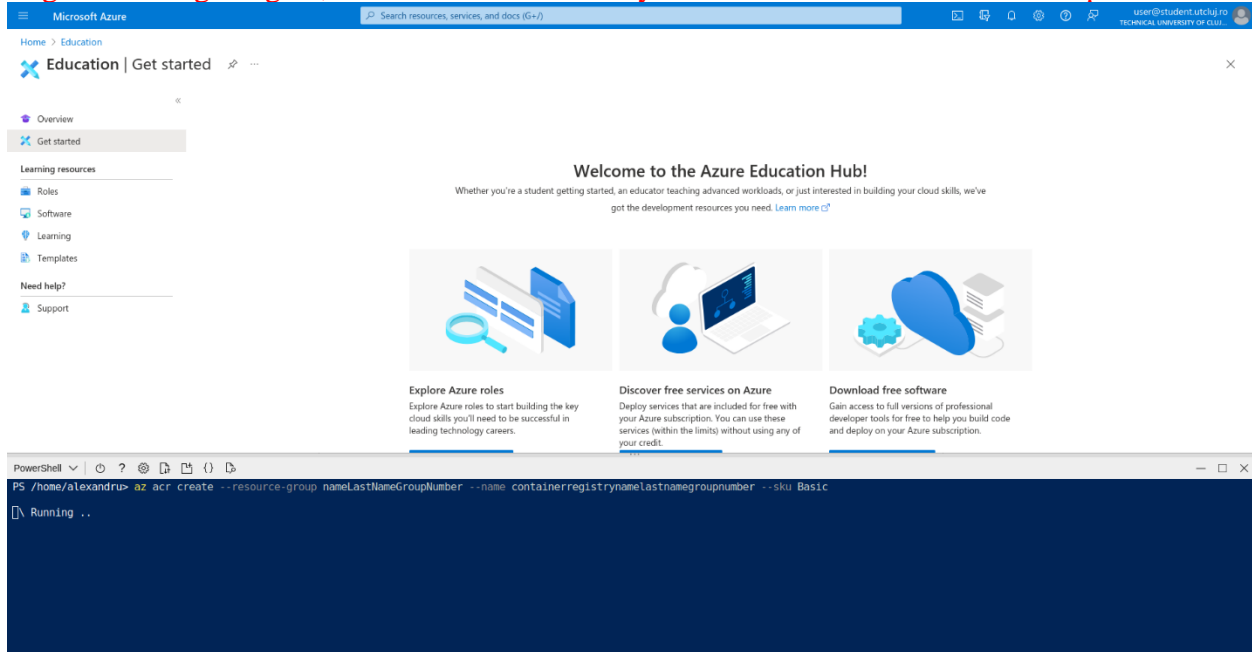 Microsoft Azure
Search resources, services, and docs (G+/)
user@student.utcluj.ro
TECHNICAL UNIVERSITY OF CLUJ...
Home > Education
Education | Get started
Overview
Get started
Learning resources
Roles
Software
Learning
Templates
Need help?
Support
Welcome to the Azure Education Hub!
Whether you're a student getting started, an educator teaching advanced workloads, or just interested in building your cloud skills, we've
got the development resources you need. Learn more
Explore Azure roles
Explore Azure roles to start building the key
cloud skills you'll need to be successful in
leading technology careers.
Discover free services on Azure
Deploy services that are included for free with
your Azure subscription. You can use these
services (within the limits) without using any of
your credit.
Download free software
Gain access to full versions of professional
developer tools for free to help you build code
and deploy on your Azure subscription.
PowerShell
PS /home/alexandru> az acr create --resource-group nameLastNameGroupNumber --name containerregistrynamelastnamegroupnumber --sku Basic
\ Running ..